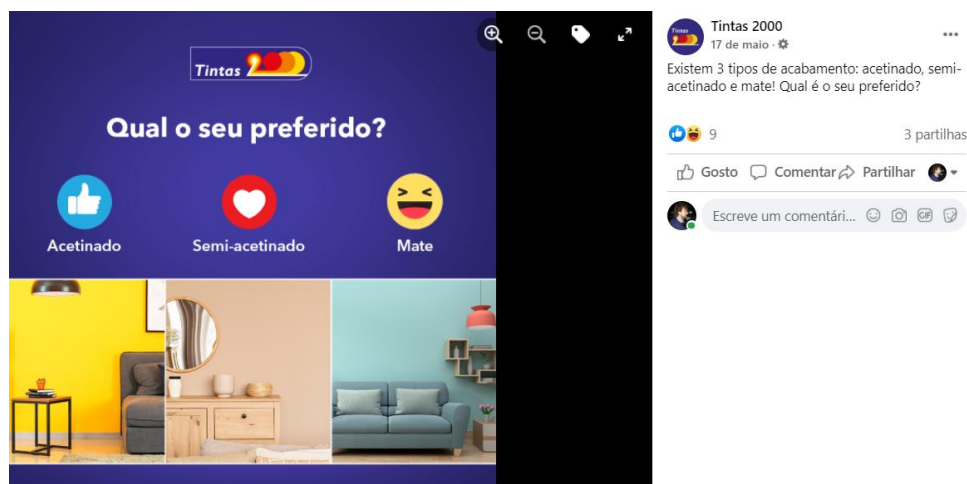 Tintas 2000
Qual o seu preferido?
Acetinado
Semi-acetinado
Mate
Tintas 2000
17 de maio ·
Existem 3 tipos de acabamento: acetinado, semi-
acetinado e mate! Qual é o seu preferido?
9
3 partilhas
Gosto Comentar Partilhar
Escreve um comentári... GIF